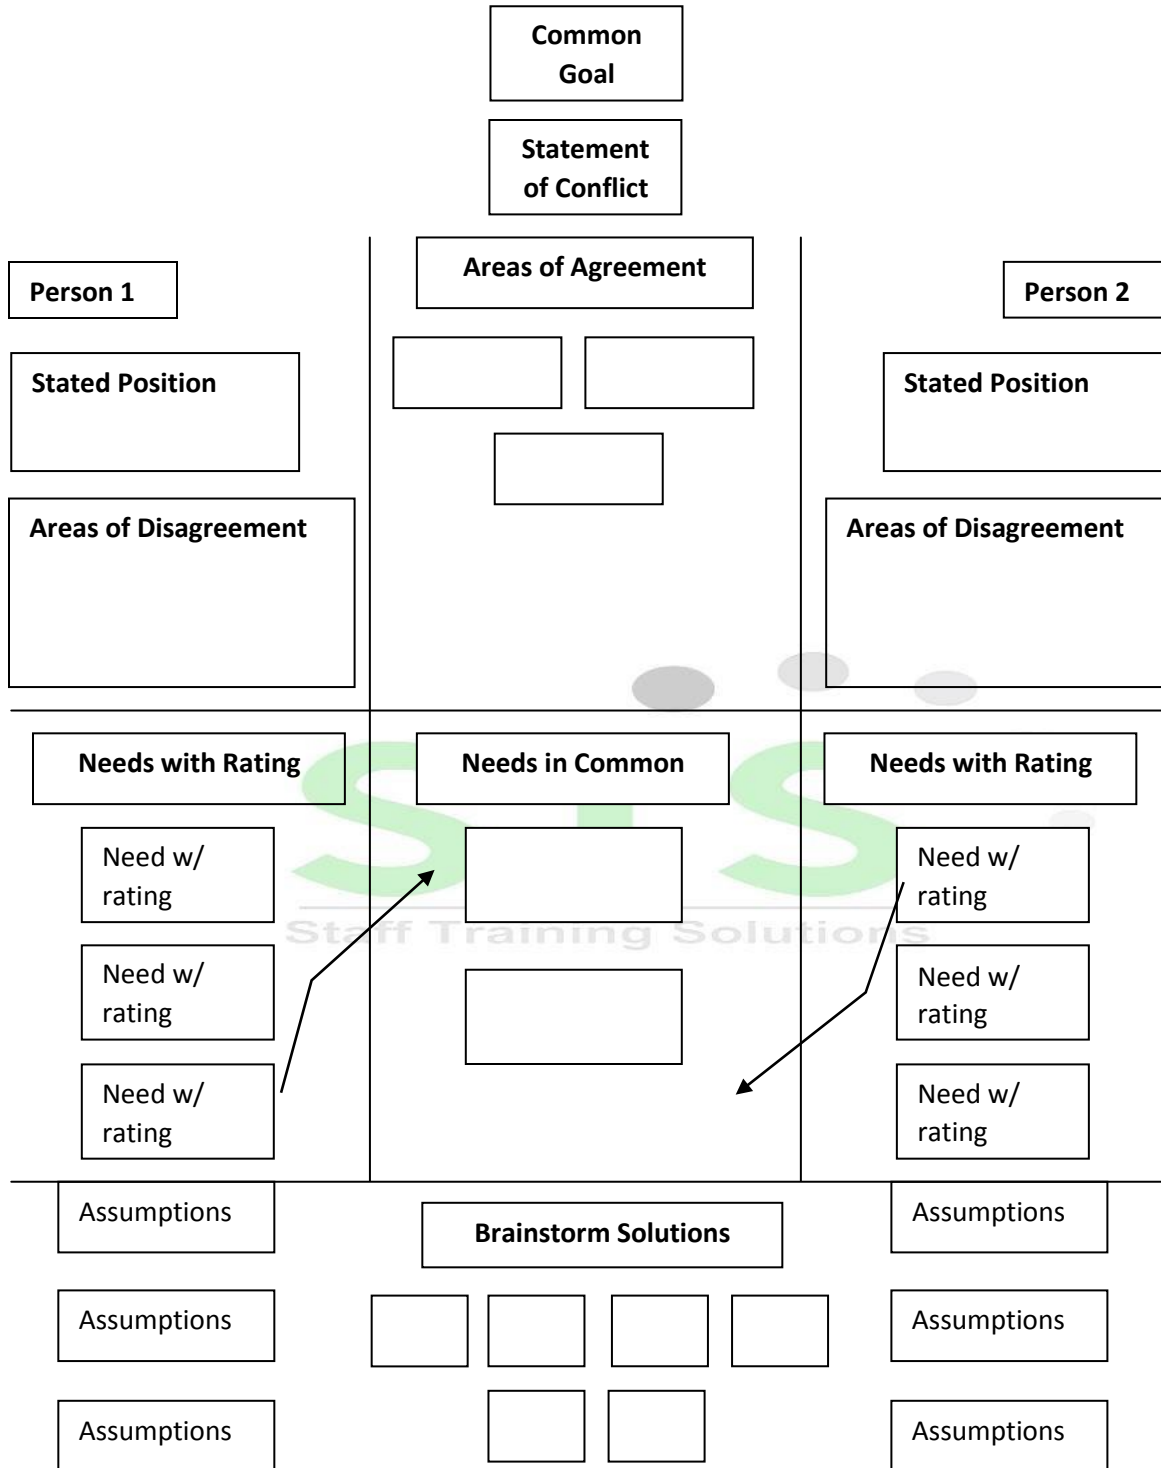 Common
Goal
Statement
of Conflict
Areas of Agreement
Person 1
Person 2
Stated Position
Stated Position
Areas of Disagreement
Areas of Disagreement
Needs with Rating
Needs in Common
Needs with Rating
STS
Staff Training Solutions
Need w/
rating
Need w/
rating
Need w/
rating
Need w/
rating
Need w/
rating
Need w/
rating
Assumptions
Brainstorm Solutions
Assumptions
Assumptions
Assumptions
Assumptions
Assumptions